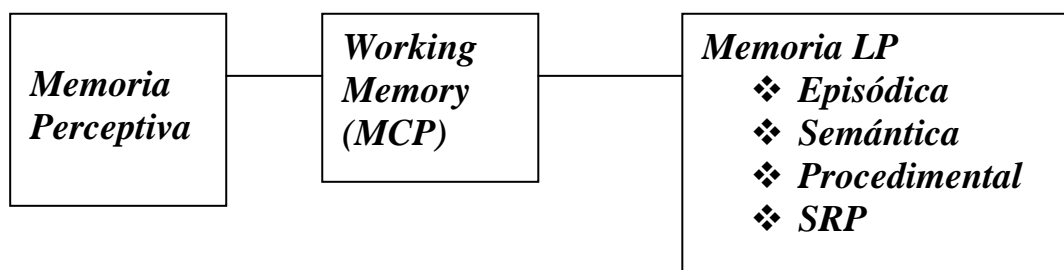 Memoria
Perceptiva
Working
Memory
(MCP)
Memoria LP
❖ Episódica
❖ Semántica
❖ Procedimental
❖ SRP